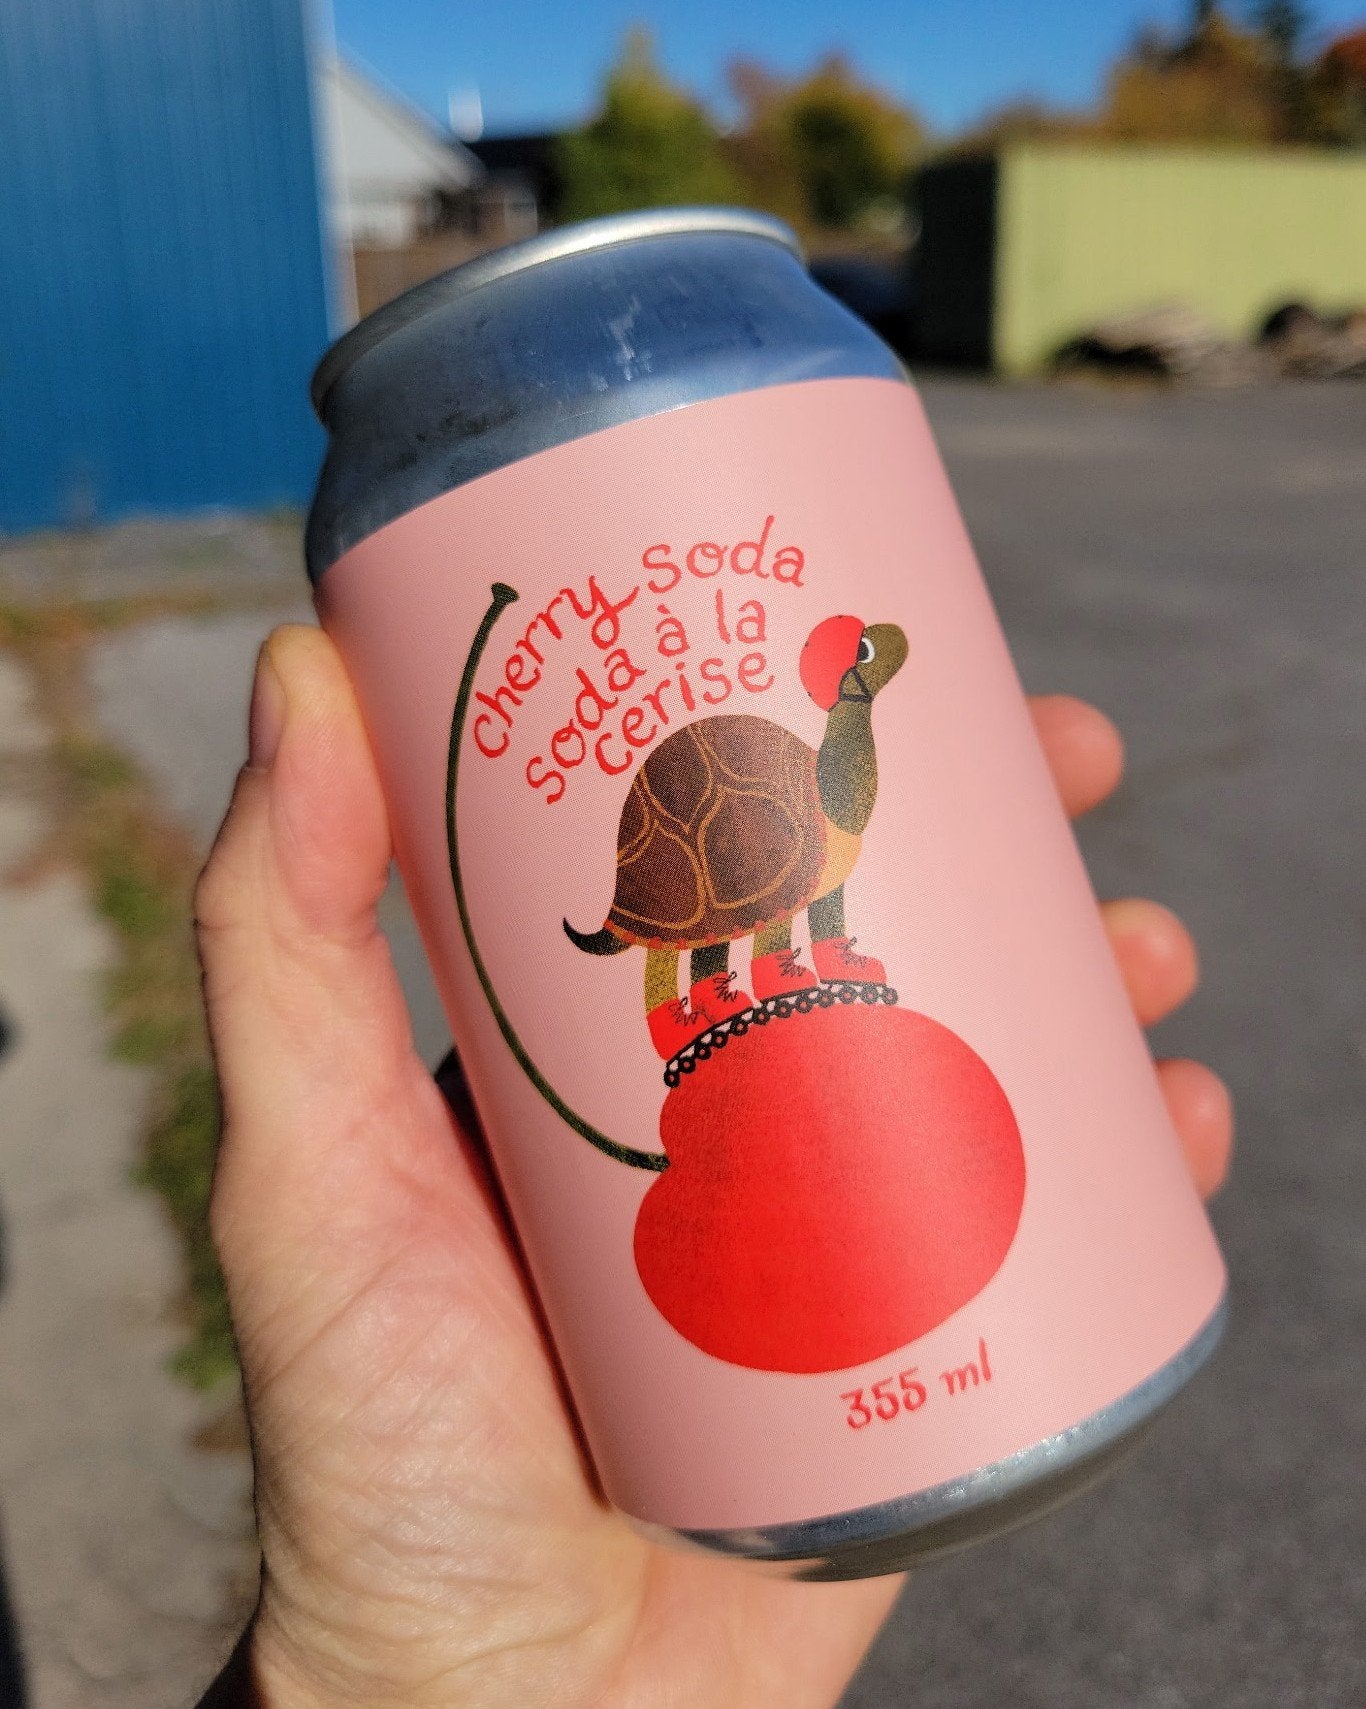 cherry soda
soda à la
cerise
355 ml